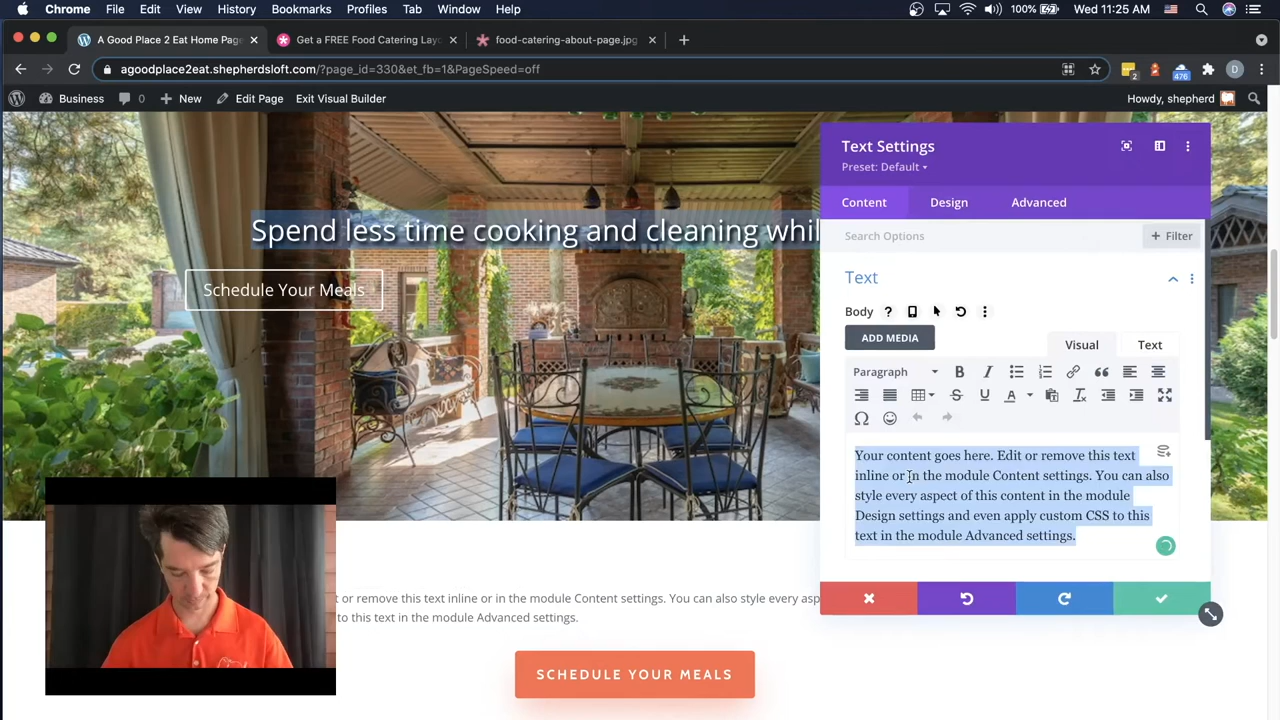 Chrome File Edit View History Bookmarks Profiles Tab Window Help 100% Wed 11:25 AM
A Good Place 2 Eat Home Pag
Get a FREE Food Catering Lay
food-catering-about-page.jpg
agoodplace2eat.shepherdsloft.com/?page_id=330&et_fb=1&PageSpeed=off
2
476
D
Business 0 New Edit Page Exit Visual Builder Howdy, shepherd
Text Settings
Preset: Default
Content Design Advanced
Search Options
+ Filter
Spend less time cooking and cleaning whil
Schedule Your Meals
Text
Body
ADD MEDIA
Visual Text
Paragraph
Your content goes here. Edit or remove this text
inline or in the module Content settings. You can also
style every aspect of this content in the module
Design settings and even apply custom CSS to this
text in the module Advanced settings.
t or remove this text inline or in the module Content settings. You can also style every asp
to this text in the module Advanced settings.
SCHEDULE YOUR MEALS